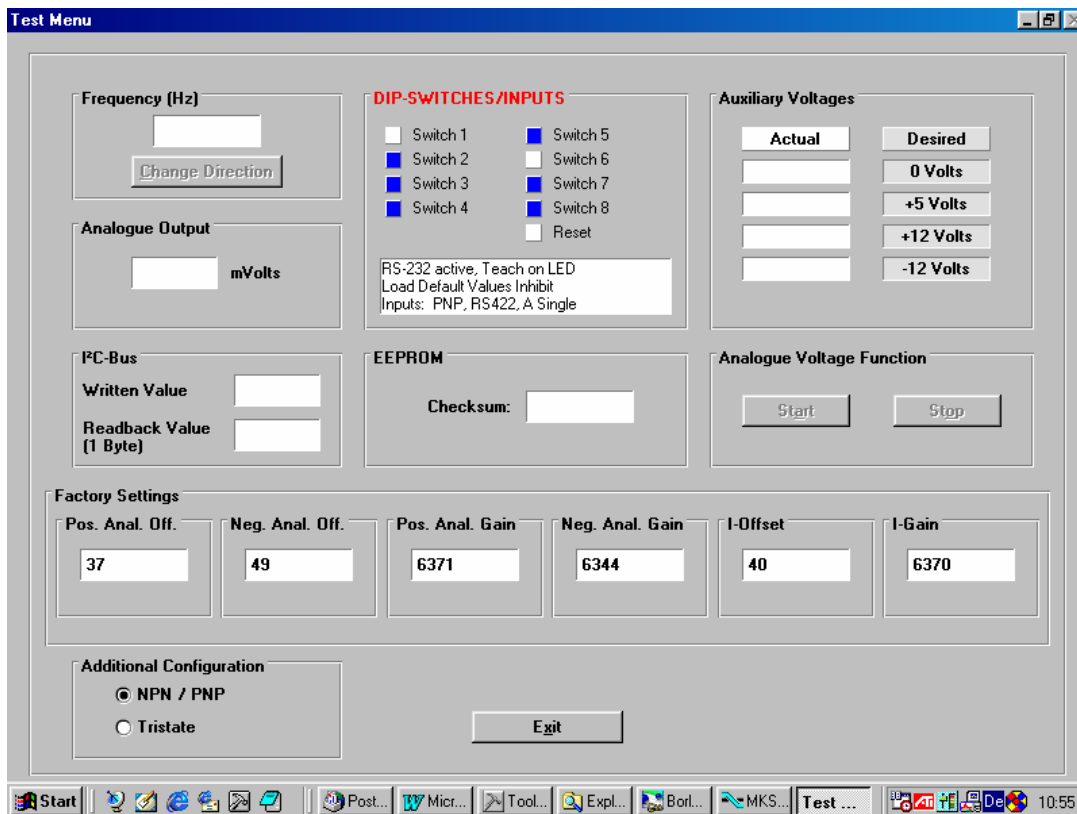 Test Menu
Frequency (Hz)
Change Direction
Analogue Output
mVolts
DIP-SWITCHES/INPUTS
Switch 1
Switch 2
Switch 3
Switch 4
Switch 5
Switch 6
Switch 7
Switch 8
Reset
RS-232 active, Teach on LED
Load Default Values Inhibit
Inputs: PNP, RS422, A Single
Auxiliary Voltages
Actual Desired
0 Volts
+5 Volts
+12 Volts
-12 Volts
I²C-Bus
Written Value
Readback Value
(1 Byte)
EEPROM
Checksum:
Analogue Voltage Function
Start Stop
Factory Settings
Pos. Anal. Off.
37
Neg. Anal. Off.
49
Pos. Anal. Gain
6371
Neg. Anal. Gain
6344
I-Offset
40
I-Gain
6370
Additional Configuration
NPN / PNP
Tristate
Exit
Start Post... Micr... Tool... Expl... Borl... MKS... Test ... De 10:55